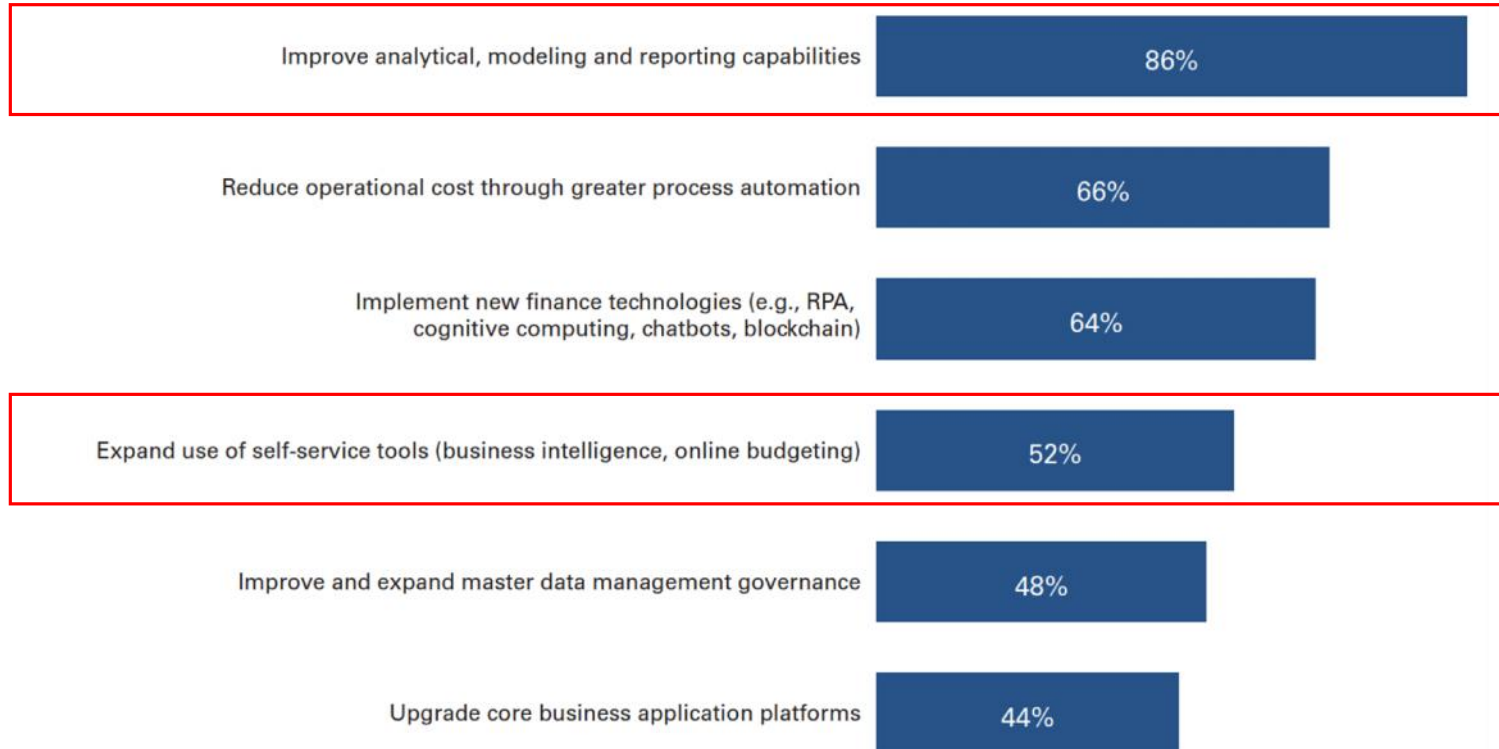 Improve analytical, modeling and reporting capabilities
86%
Reduce operational cost through greater process automation
66%
Implement new finance technologies (e.g., RPA,
cognitive computing, chatbots, blockchain)
64%
Expand use of self-service tools (business intelligence, online budgeting)
52%
Improve and expand master data management governance
48%
Upgrade core business application platforms
44%